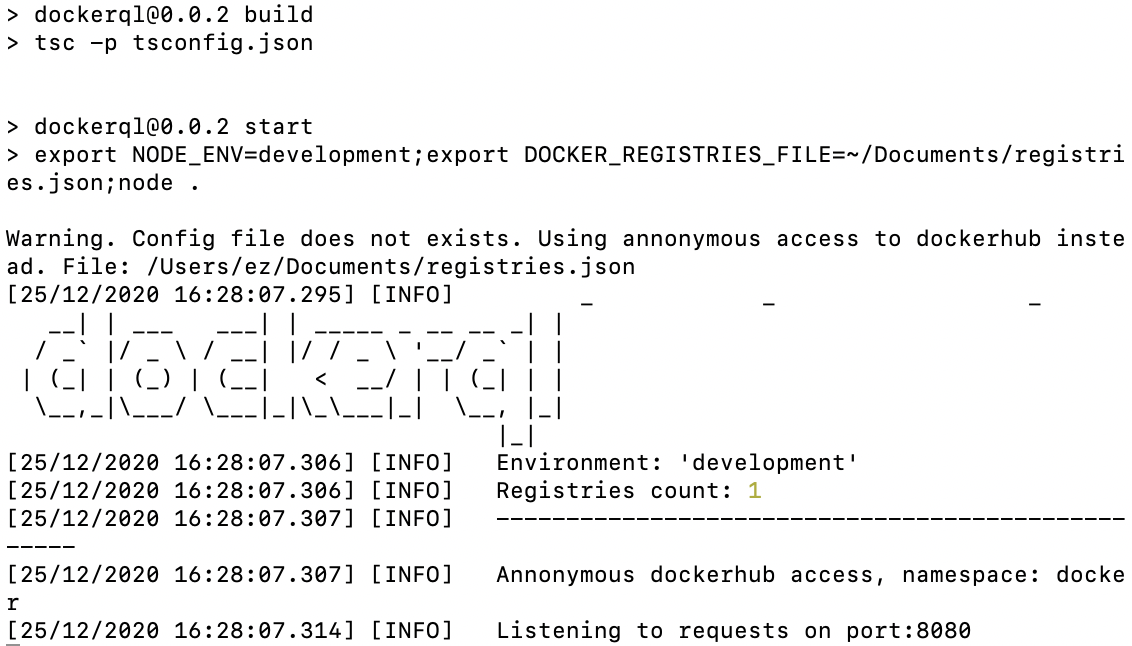 > dockerql@0.0.2 build
> tsc -p tsconfig.json
> dockerql@0.0.2 start
> export NODE_ENV=development;export DOCKER_REGISTRIES_FILE=~/Documents/registri
es.json;node .
Warning. Config file does not exists. Using annonymous access to dockerhub inste
ad. File: /Users/ez/Documents/registries.json
[25/12/2020 16:28:07.295] [INFO]         _            _                  _
   __| | ___   ___| | _____ _ __ __ _| |
  / _` |/ _ \ / __| |/ / _ \ '__/ _` | |
 | (_| | (_) | (__|   <  __/ | | (_| | |
  \__,_|\___/ \___|_|\_\___|_|  \__, |_|
                                   |_|
[25/12/2020 16:28:07.306] [INFO]   Environment: 'development'
[25/12/2020 16:28:07.306] [INFO]   Registries count: 1
[25/12/2020 16:28:07.307] [INFO]   ---------------------------------------------
-----
[25/12/2020 16:28:07.307] [INFO]   Annonymous dockerhub access, namespace: docke
r
[25/12/2020 16:28:07.314] [INFO]   Listening to requests on port:8080